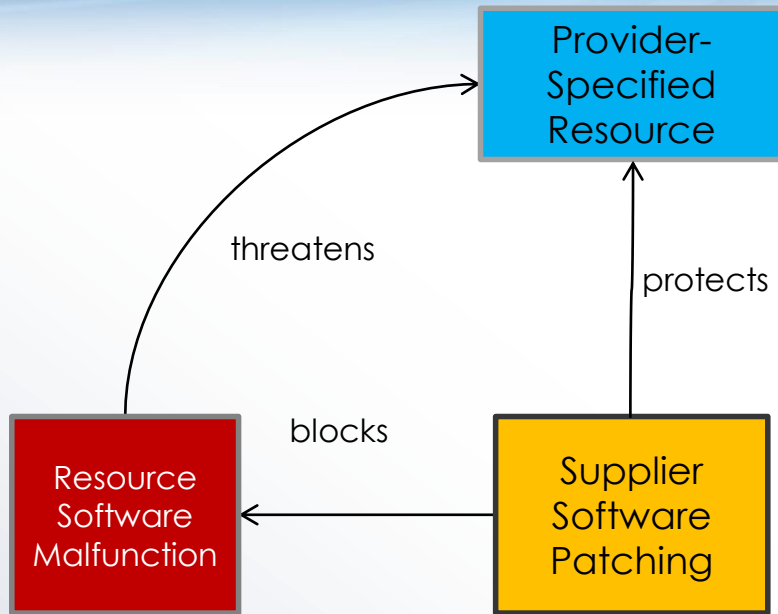 Provider-
Specified
Resource
threatens
protects
blocks
Resource
Software
Malfunction
Supplier
Software
Patching